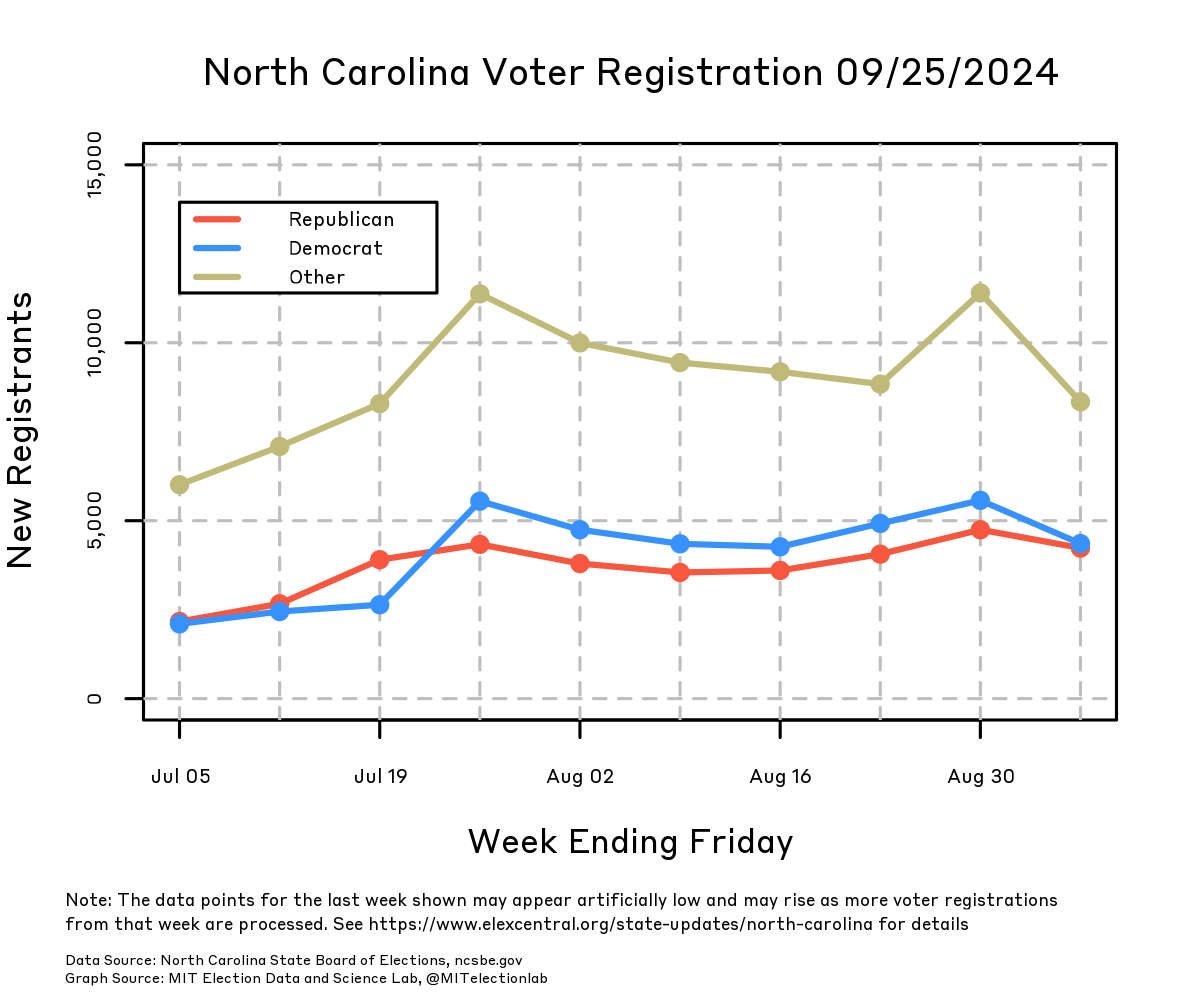 North Carolina Voter Registration 09/25/2024
15,000
10,000
5,000
0
New Registrants
Republican
Democrat
Other
Jul 05
Jul 19
Aug 02
Aug 16
Aug 30
Week Ending Friday
Note: The data points for the last week shown may appear artificially low and may rise as more voter registrations
from that week are processed. See https://www.elexcentral.org/state-updates/north-carolina for details
Data Source: North Carolina State Board of Elections, ncsbe.gov
Graph Source: MIT Election Data and Science Lab, @MITelectionlab